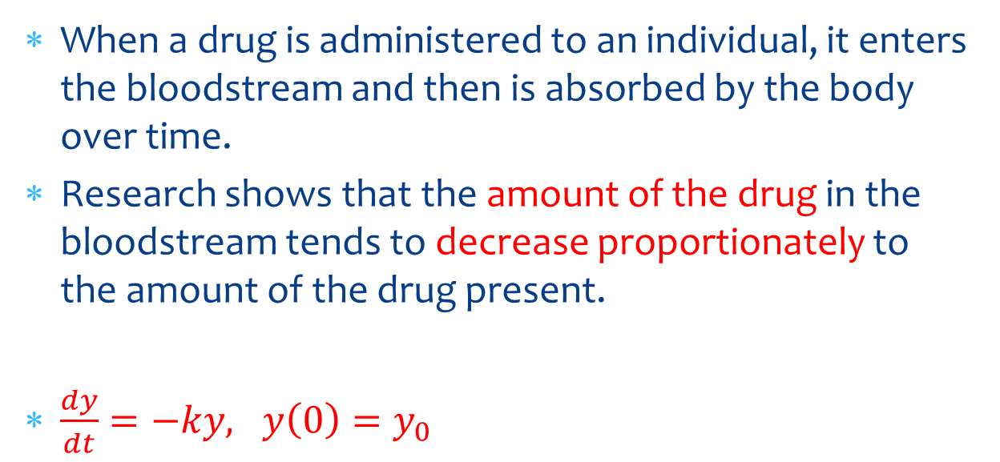 * When a drug is administered to an individual, it enters
the bloodstream and then is absorbed by the body
over time.
* Research shows that the amount of the drug in the
bloodstream tends to decrease proportionately to
the amount of the drug present.
* dy/dt = −ky, y(0) = y₀